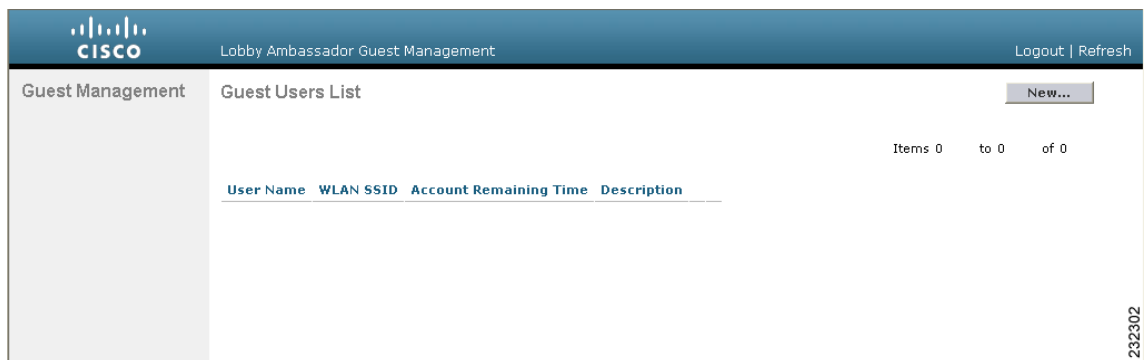 CISCO
Lobby Ambassador Guest Management
Logout | Refresh
Guest Management
Guest Users List
New...
Items 0 to 0 of 0
User Name WLAN SSID Account Remaining Time Description
232302